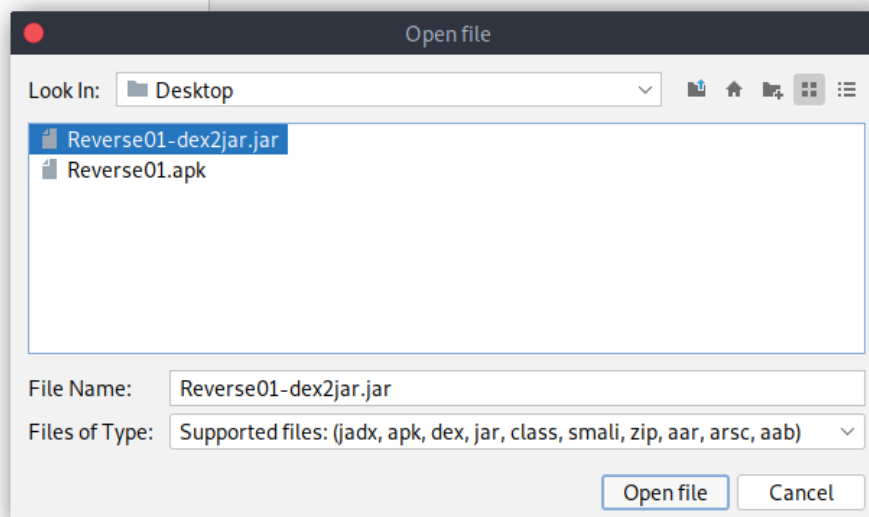 Open file
Look In: Desktop
Reverse01-dex2jar.jar
Reverse01.apk
File Name: Reverse01-dex2jar.jar
Files of Type: Supported files: (jadx, apk, dex, jar, class, smali, zip, aar, arsc, aab)
Open file Cancel